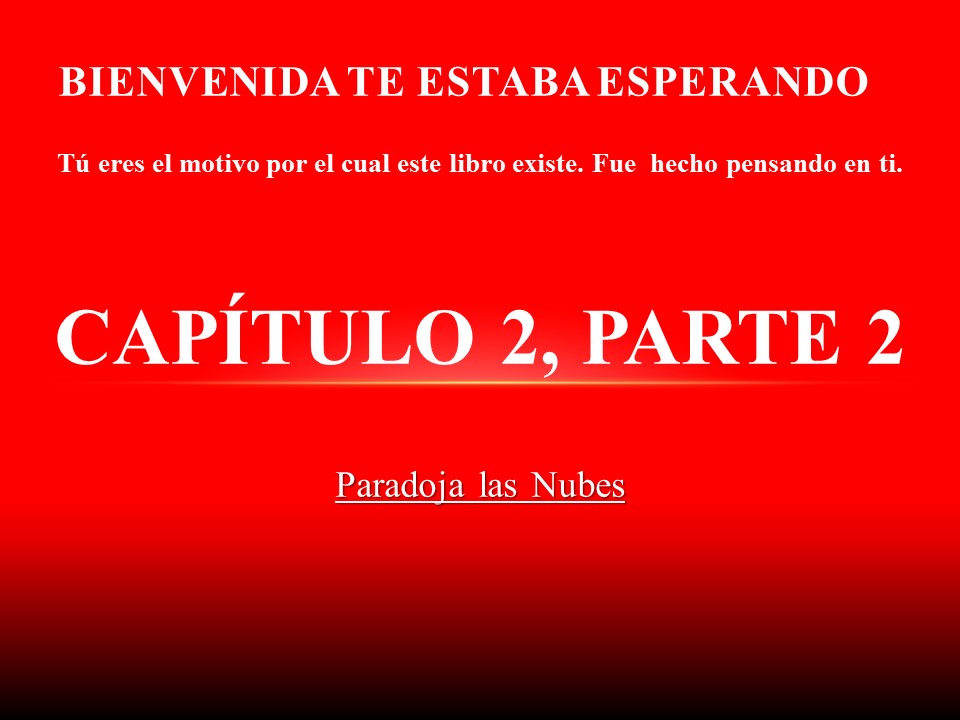 BIENVENIDA TE ESTABA ESPERANDO
Tú eres el motivo por el cual este libro existe. Fue hecho pensando en ti.
CAPÍTULO 2, PARTE 2
Paradoja las Nubes